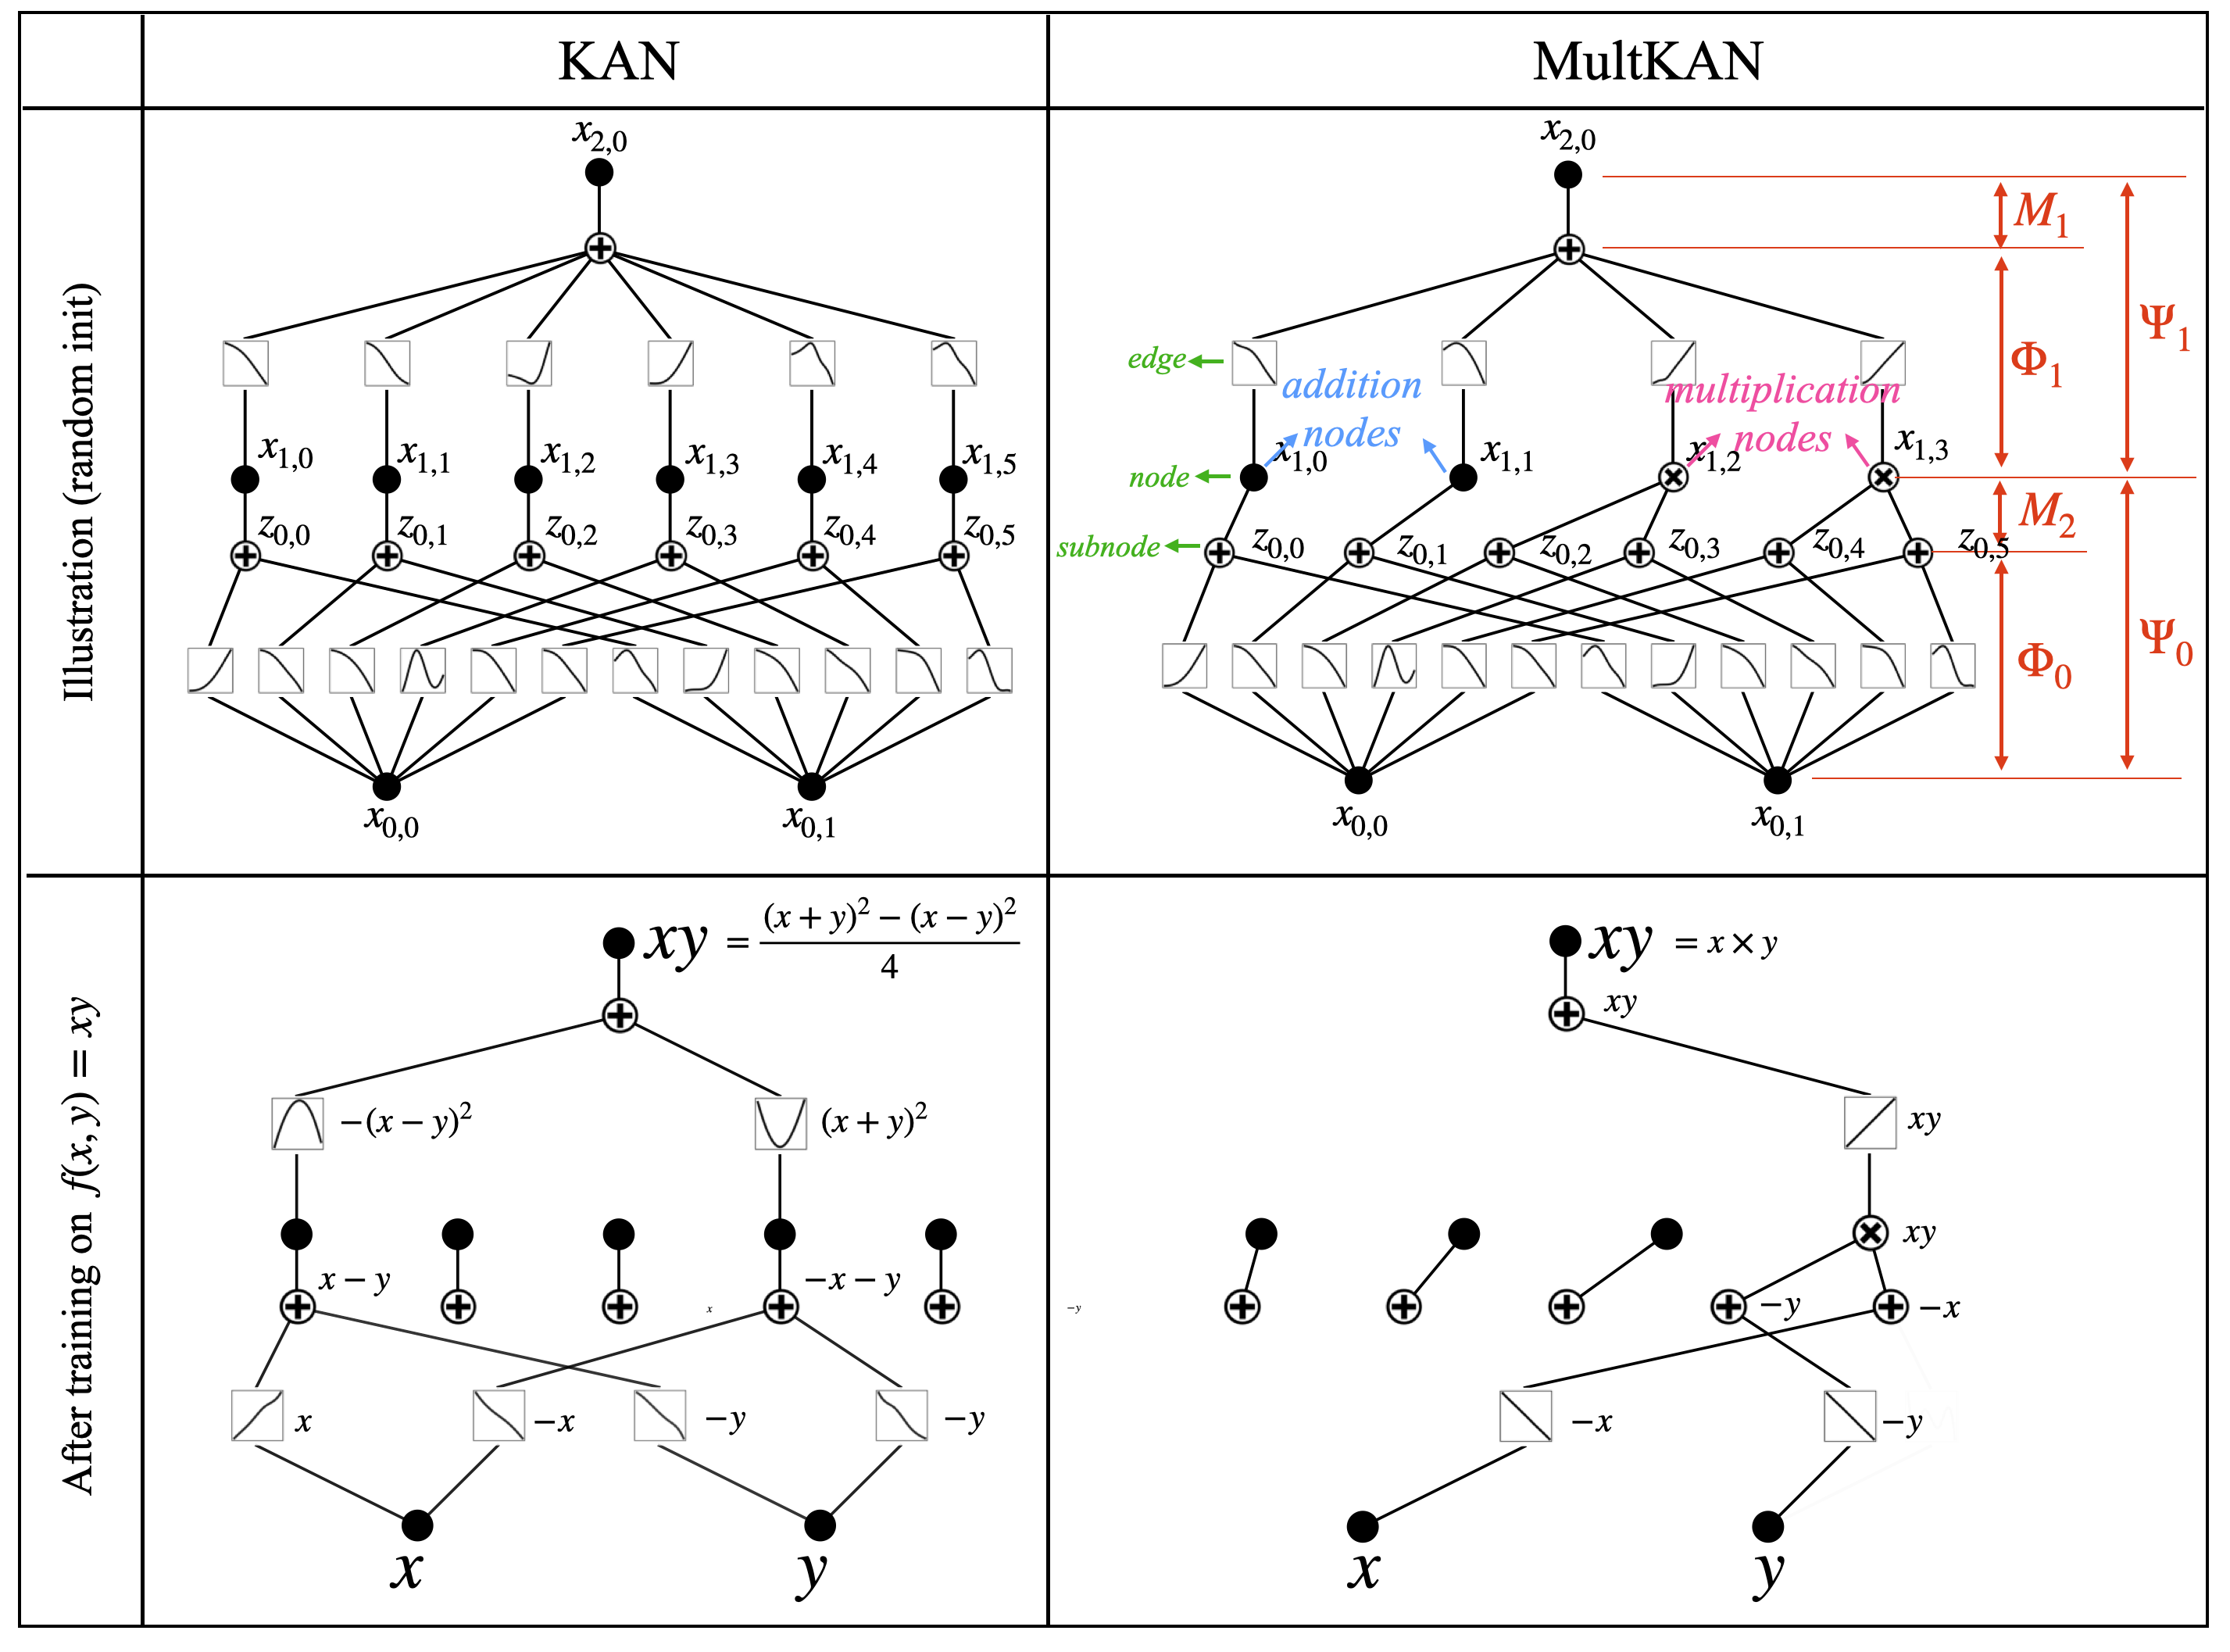 KAN
MultKAN
Illustration (random init)
x_{2,0}
x_{1,0} x_{1,1} x_{1,2} x_{1,3} x_{1,4} x_{1,5}
z_{0,0} z_{0,1} z_{0,2} z_{0,3} z_{0,4} z_{0,5}
x_{0,0} x_{0,1}
x_{2,0}
M_1
Ψ_1
Φ_1
edge
addition
nodes
multiplication
nodes
x_{1,0} x_{1,1} x_{1,2} x_{1,3}
node
M_2
subnode
z_{0,0} z_{0,1} z_{0,2} z_{0,3} z_{0,4} z_{0,5}
Ψ_0
Φ_0
x_{0,0} x_{0,1}
After training on f(x, y) = xy
xy = \frac{(x + y)^2 − (x − y)^2}{4}
−(x − y)^2 (x + y)^2
x − y −x − y
x
x −x −y −y
x y
xy = x × y
xy
xy
xy
−y
−y −x
−x −y
x y